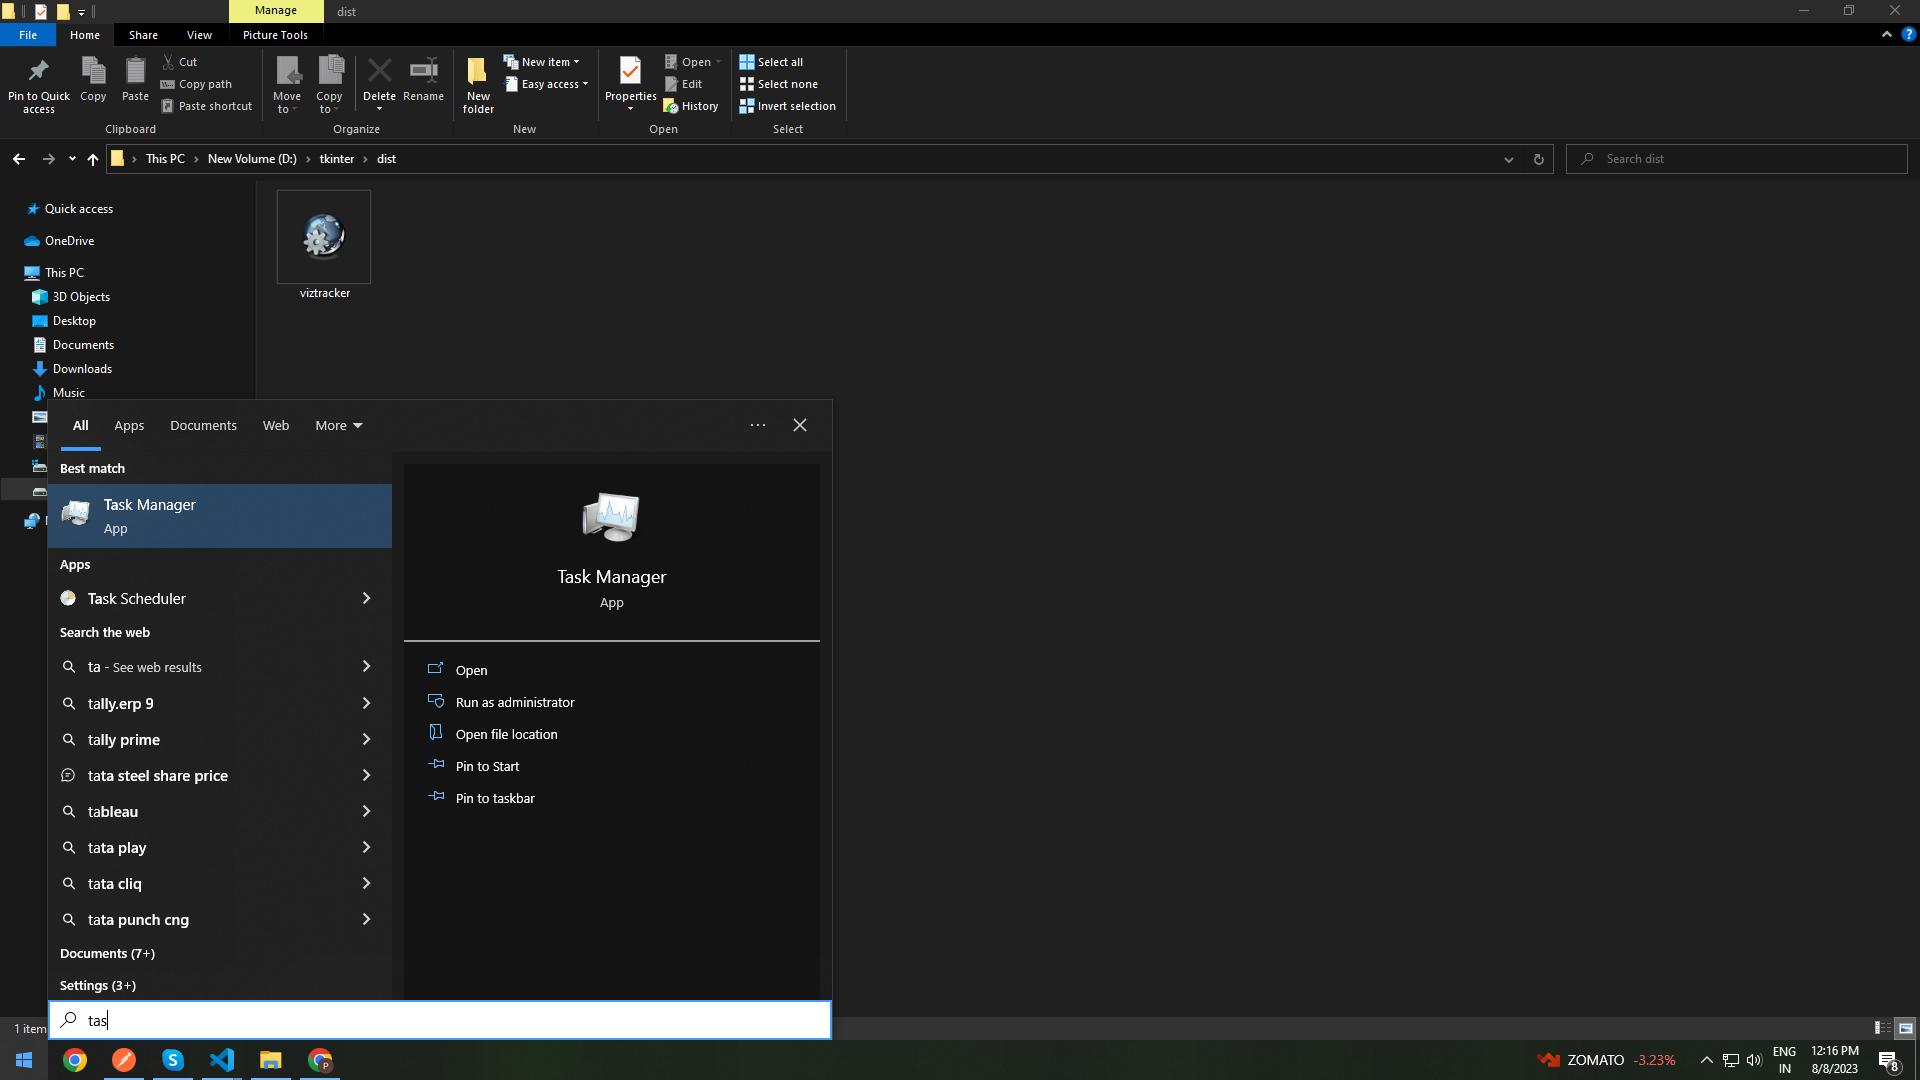 Manage
dist
File
Home
Share
View
Picture Tools
Pin to Quick
access
Copy
Paste
Cut
Copy path
Paste shortcut
Clipboard
Move
to
Copy
to
Delete
Rename
Organize
New
folder
New item
Easy access
New
Properties
Open
Edit
History
Open
Select all
Select none
Invert selection
Select
This PC
New Volume (D:)
tkinter
dist
Search dist
Quick access
OneDrive
This PC
3D Objects
Desktop
Documents
Downloads
Music
viztracker
All
Apps
Documents
Web
More
Best match
Task Manager
App
Apps
Task Scheduler
Search the web
ta - See web results
tally.erp 9
tally prime
tata steel share price
tableau
tata play
tata cliq
tata punch cng
Documents (7+)
Settings (3+)
Task Manager
App
Open
Run as administrator
Open file location
Pin to Start
Pin to taskbar
tas
1 item
ZOMATO -3.23%
ENG
IN
12:16 PM
8/8/2023
8